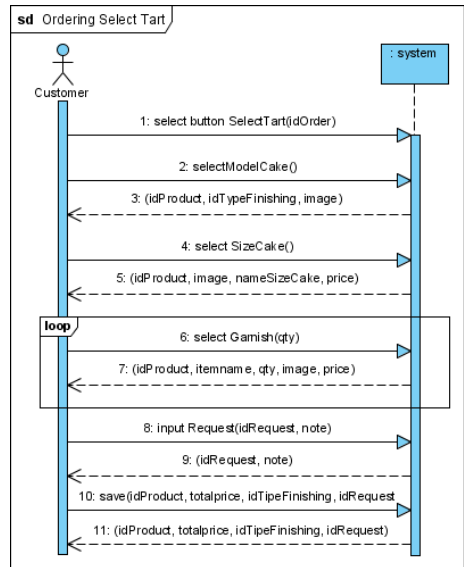 sd Ordering Select Tart
: system
Customer
1: select button SelectTart(idOrder)
2: selectModelCake()
3: (idProduct, idTypeFinishing, image)
4: select SizeCake()
5: (idProduct, image, nameSizeCake, price)
loop
6: select Garnish(qty)
7: (idProduct, itemname, qty, image, price)
8: input Request(idRequest, note)
9: (idRequest, note)
10: save(idProduct, totalprice, idTipeFinishing, idRequest
11: (idProduct, totalprice, idTipeFinishing, idRequest)